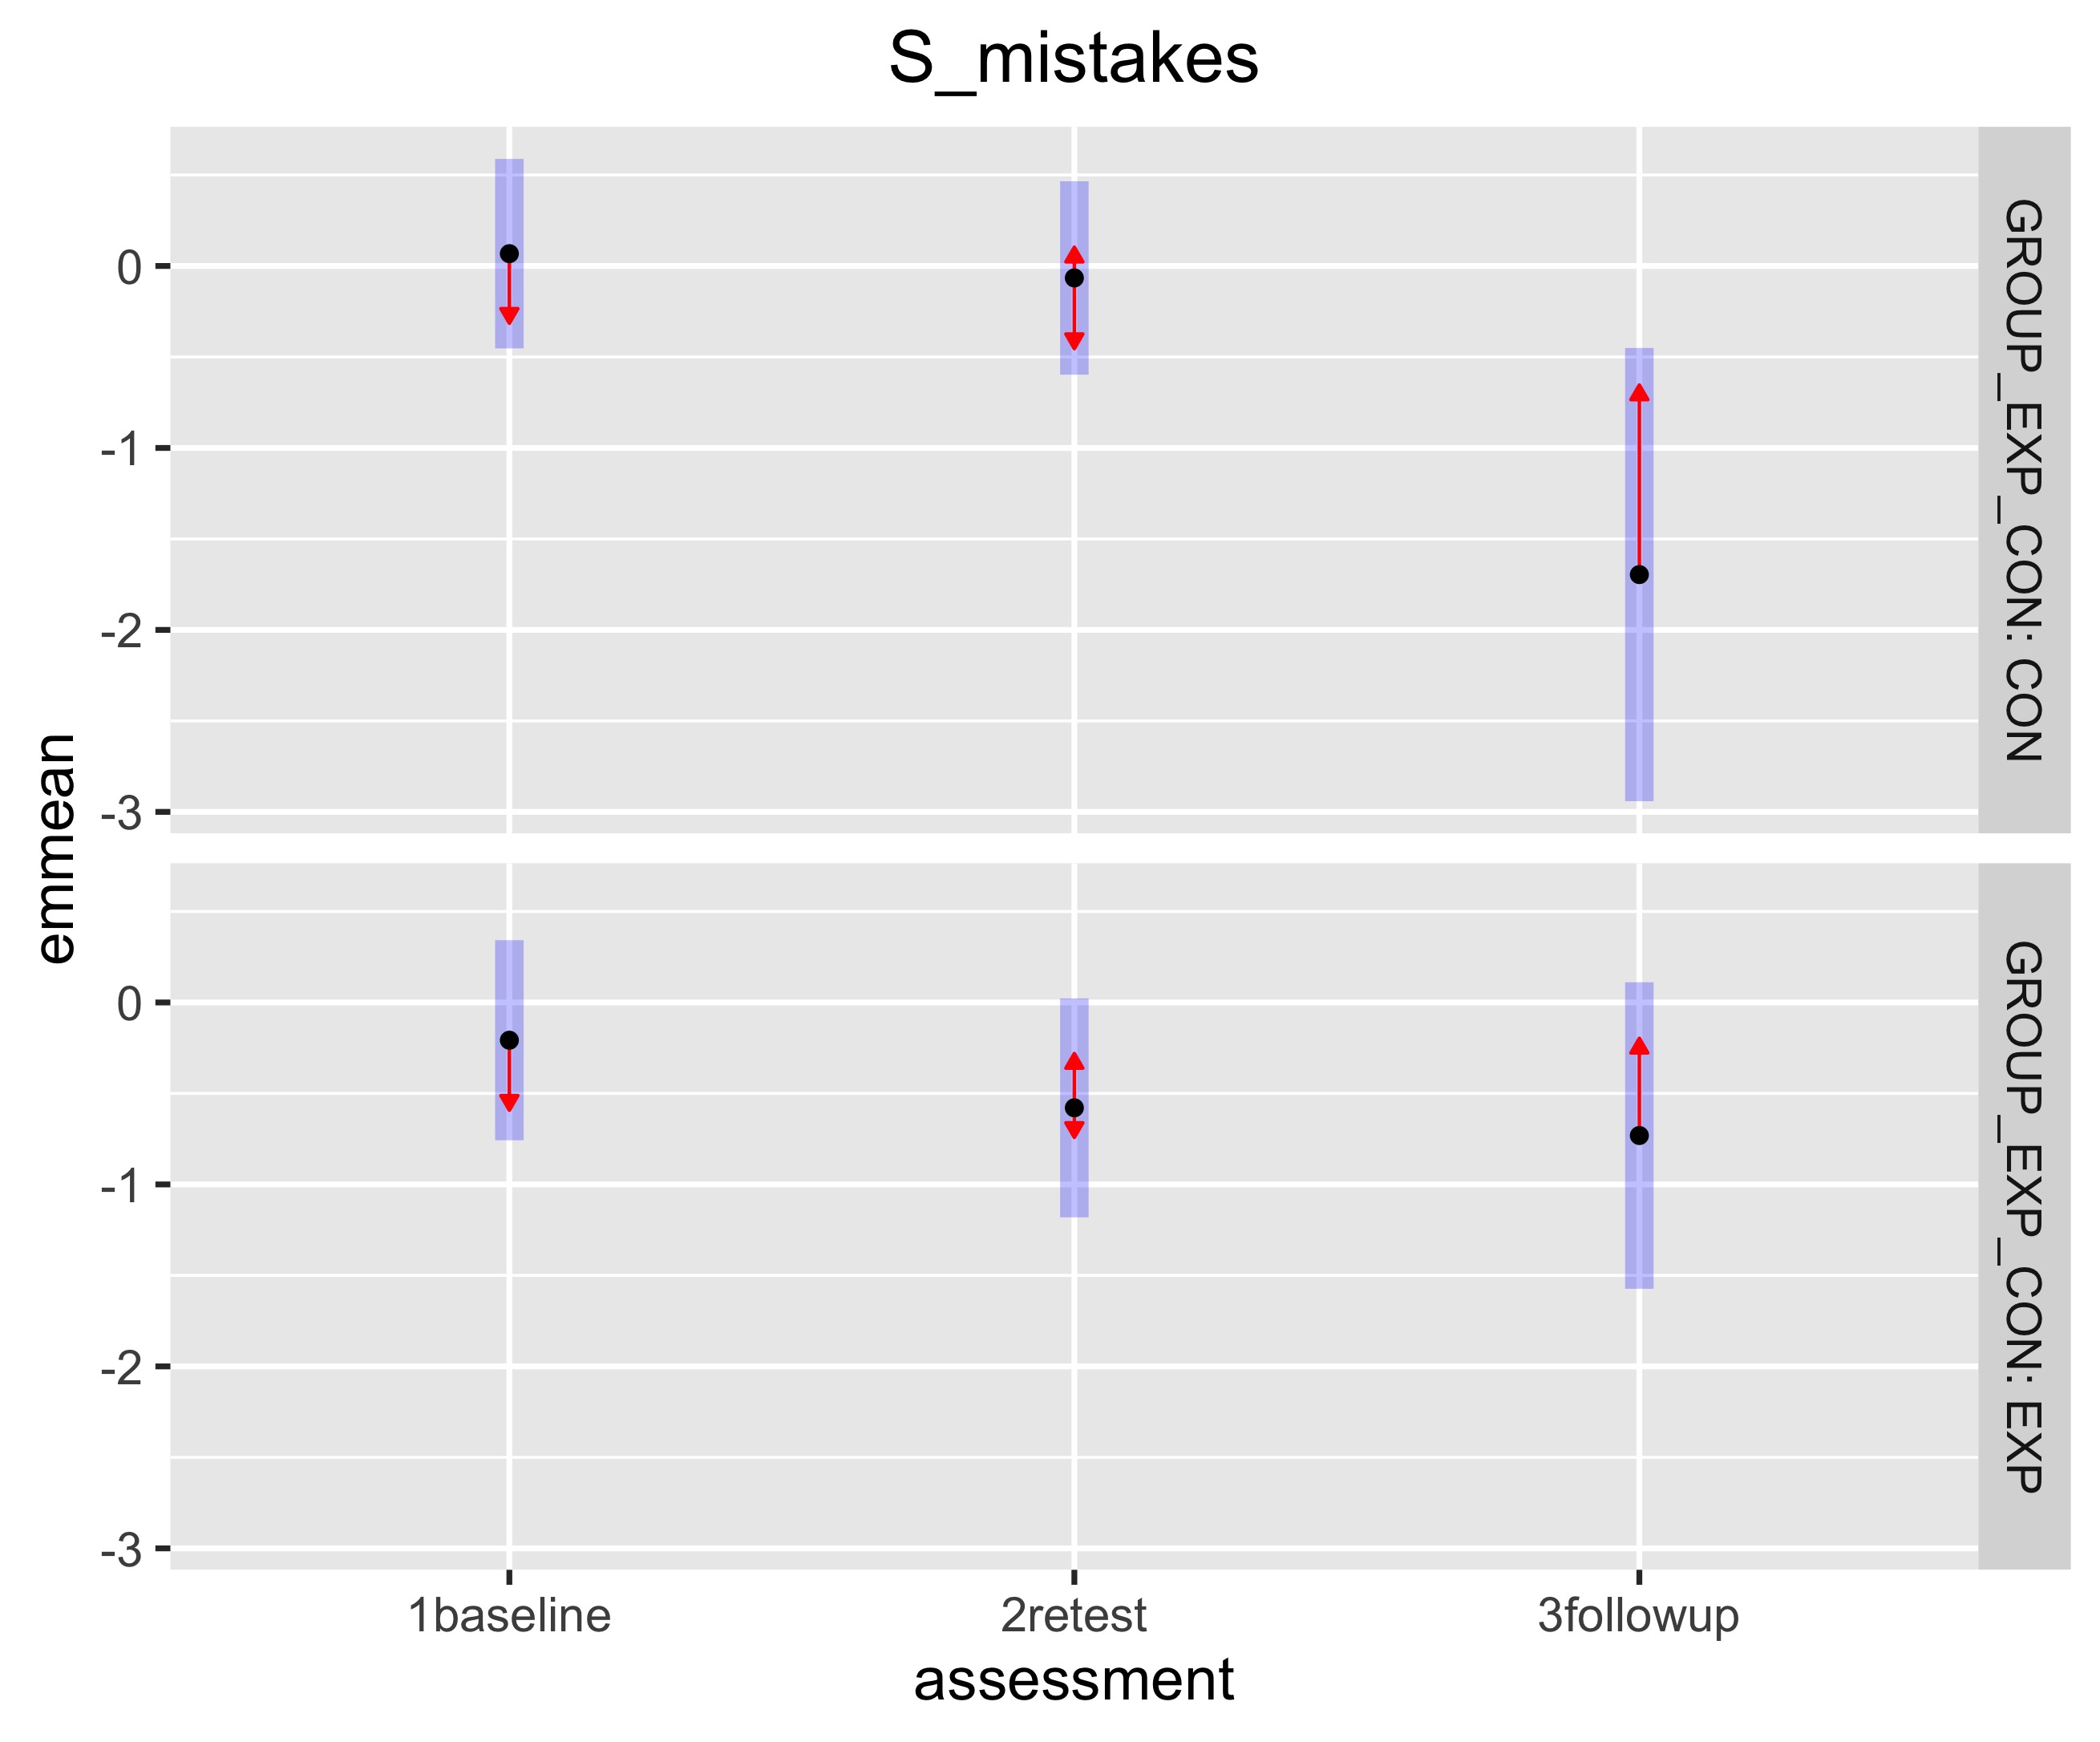 S_mistakes
0
-1
-2
-3
GROUP_EXP_CON: CON
emmean
0
-1
-2
-3
GROUP_EXP_CON: EXP
1baseline 2retest 3followup
assessment